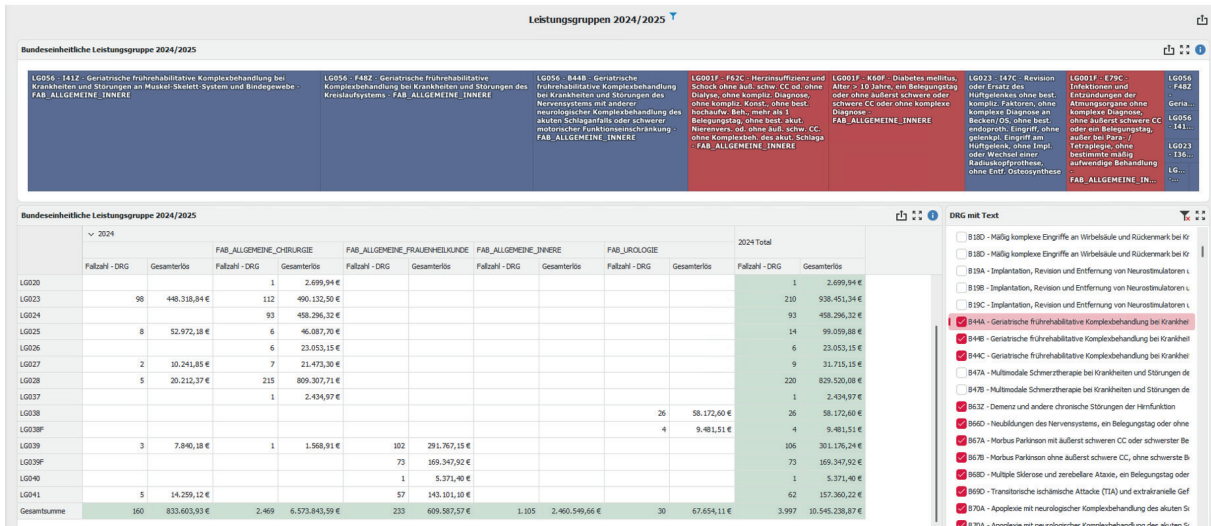 Leistungsgruppen 2024/2025
Bundeseinheitliche Leistungsgruppe 2024/2025
LG056 - I41Z - Geriatrische frührehabilitative Komplexbehandlung bei
Krankheiten und Störungen an Muskel-Skelett-System und Bindegewebe -
FAB_ALLGEMEINE_INNERE
LG056 - F48Z - Geriatrische frührehabilitative
Komplexbehandlung bei Krankheiten und Störungen des
Kreislaufsystems - FAB_ALLGEMEINE_INNERE
LG056 - B44B - Geriatrische
frührehabilitative Komplexbehandlung
bei Krankheiten und Störungen des
Nervensystems mit anderer
neurologischer Komplexbehandlung des
akuten Schlaganfalls oder schwerer
motorischer Funktionseinschränkung -
FAB_ALLGEMEINE_INNERE
LG001F - F62C - Herzinsuffizienz und
Schock ohne äuß. schw. CC od. ohne
Dialyse, ohne kompliz. Diagnose,
ohne kompliz. Konst., ohne best.
hochaufw. Beh., mehr als 1
Belegungstag, ohne best. akut.
Nierenvers. od. ohne äuß. schw. CC.
ohne Komplexbeh. des akut. Schlaga
- FAB_ALLGEMEINE_INNERE
LG001F - K60F - Diabetes mellitus,
Alter > 10 Jahre, ein Belegungstag
oder ohne äußerst schwere oder
schwere CC oder ohne komplexe
Diagnose -
FAB_ALLGEMEINE_INNERE
LG023 - I47C - Revision
oder Ersatz des
Hüftgelenkes ohne best.
kompliz. Faktoren, ohne
komplexe Diagnose an
Becken/OS, ohne best.
endoproth. Eingriff, ohne
gelenkpl. Eingriff am
Hüftgelenk, ohne Impl.
oder Wechsel einer
Radiuskopfprothese,
ohne Entf. Osteosynthese
LG001F - E79C -
Infektionen und
Entzündungen der
Atmungsorgane ohne
komplexe Diagnose,
ohne äußerst schwere CC
oder ein Belegungstag,
außer bei Para- /
Tetraplegie, ohne
bestimmte mäßig
aufwendige Behandlung
-
FAB_ALLGEMEINE_IN...
LG056
- F48Z
-
Geria...
LG056
- I41...
LG023
- I36...
LG...
-...
Bundeseinheitliche Leistungsgruppe 2024/2025
2024
FAB_ALLGEMEINE_CHIRURGIE FAB_ALLGEMEINE_FRAUENHEILKUNDE FAB_ALLGEMEINE_INNERE FAB_UROLOGIE 2024 Total
Fallzahl - DRG Gesamterlös Fallzahl - DRG Gesamterlös Fallzahl - DRG Gesamterlös Fallzahl - DRG Gesamterlös Fallzahl - DRG Gesamterlös Fallzahl - DRG Gesamterlös
LG020 1 2.699,94 € 1 2.699,94 €
LG023 98 448.318,84 € 112 490.132,50 € 210 938.451,34 €
LG024 93 458.296,32 € 93 458.296,32 €
LG025 8 52.972,18 € 6 46.087,70 € 14 99.059,88 €
LG026 6 23.053,15 € 6 23.053,15 €
LG027 2 10.241,85 € 7 21.473,30 € 9 31.715,15 €
LG028 5 20.212,37 € 215 809.307,71 € 220 829.520,08 €
LG037 1 2.434,97 € 1 2.434,97 €
LG038 26 58.172,60 € 26 58.172,60 €
LG038F 4 9.481,51 € 4 9.481,51 €
LG039 3 7.840,18 € 1 1.568,91 € 102 291.767,15 € 106 301.176,24 €
LG039F 73 169.347,92 € 73 169.347,92 €
LG040 1 5.371,40 € 1 5.371,40 €
LG041 5 14.259,12 € 57 143.101,10 € 62 157.360,22 €
Gesamtsumme 160 833.603,93 € 2.469 6.573.843,59 € 233 609.587,57 € 1.105 2.460.549,66 € 30 67.654,11 € 3.997 10.545.238,87 €
DRG mit Text
B18D - Mäßig komplexe Eingriffe an Wirbelsäule und Rückenmark bei Kr
B18D - Mäßig komplexe Eingriffe an Wirbelsäule und Rückenmark bei Kr
B19A - Implantation, Revision und Entfernung von Neurostimulatoren u
B19B - Implantation, Revision und Entfernung von Neurostimulatoren u
B19C - Implantation, Revision und Entfernung von Neurostimulatoren u
B44A - Geriatrische frührehabilitative Komplexbehandlung bei Krankhei
B44B - Geriatrische frührehabilitative Komplexbehandlung bei Krankheit
B44C - Geriatrische frührehabilitative Komplexbehandlung bei Krankhei
B47A - Multimodale Schmerztherapie bei Krankheiten und Störungen de
B47B - Multimodale Schmerztherapie bei Krankheiten und Störungen de
B63Z - Demenz und andere chronische Störungen der Hirnfunktion
B66D - Neubildungen des Nervensystems, ein Belegungstag oder ohne
B67A - Morbus Parkinson mit äußerst schweren CC oder schwerster Be
B67B - Morbus Parkinson ohne äußerst schwere CC, ohne schwerste B
B68D - Multiple Sklerose und zerebellare Ataxie, ein Belegungstag oder
B69D - Transitorische ischämische Attacke (TIA) und extrakranielle Gef
B70A - Apoplexie mit neurologischer Komplexbehandlung des akuten Sc